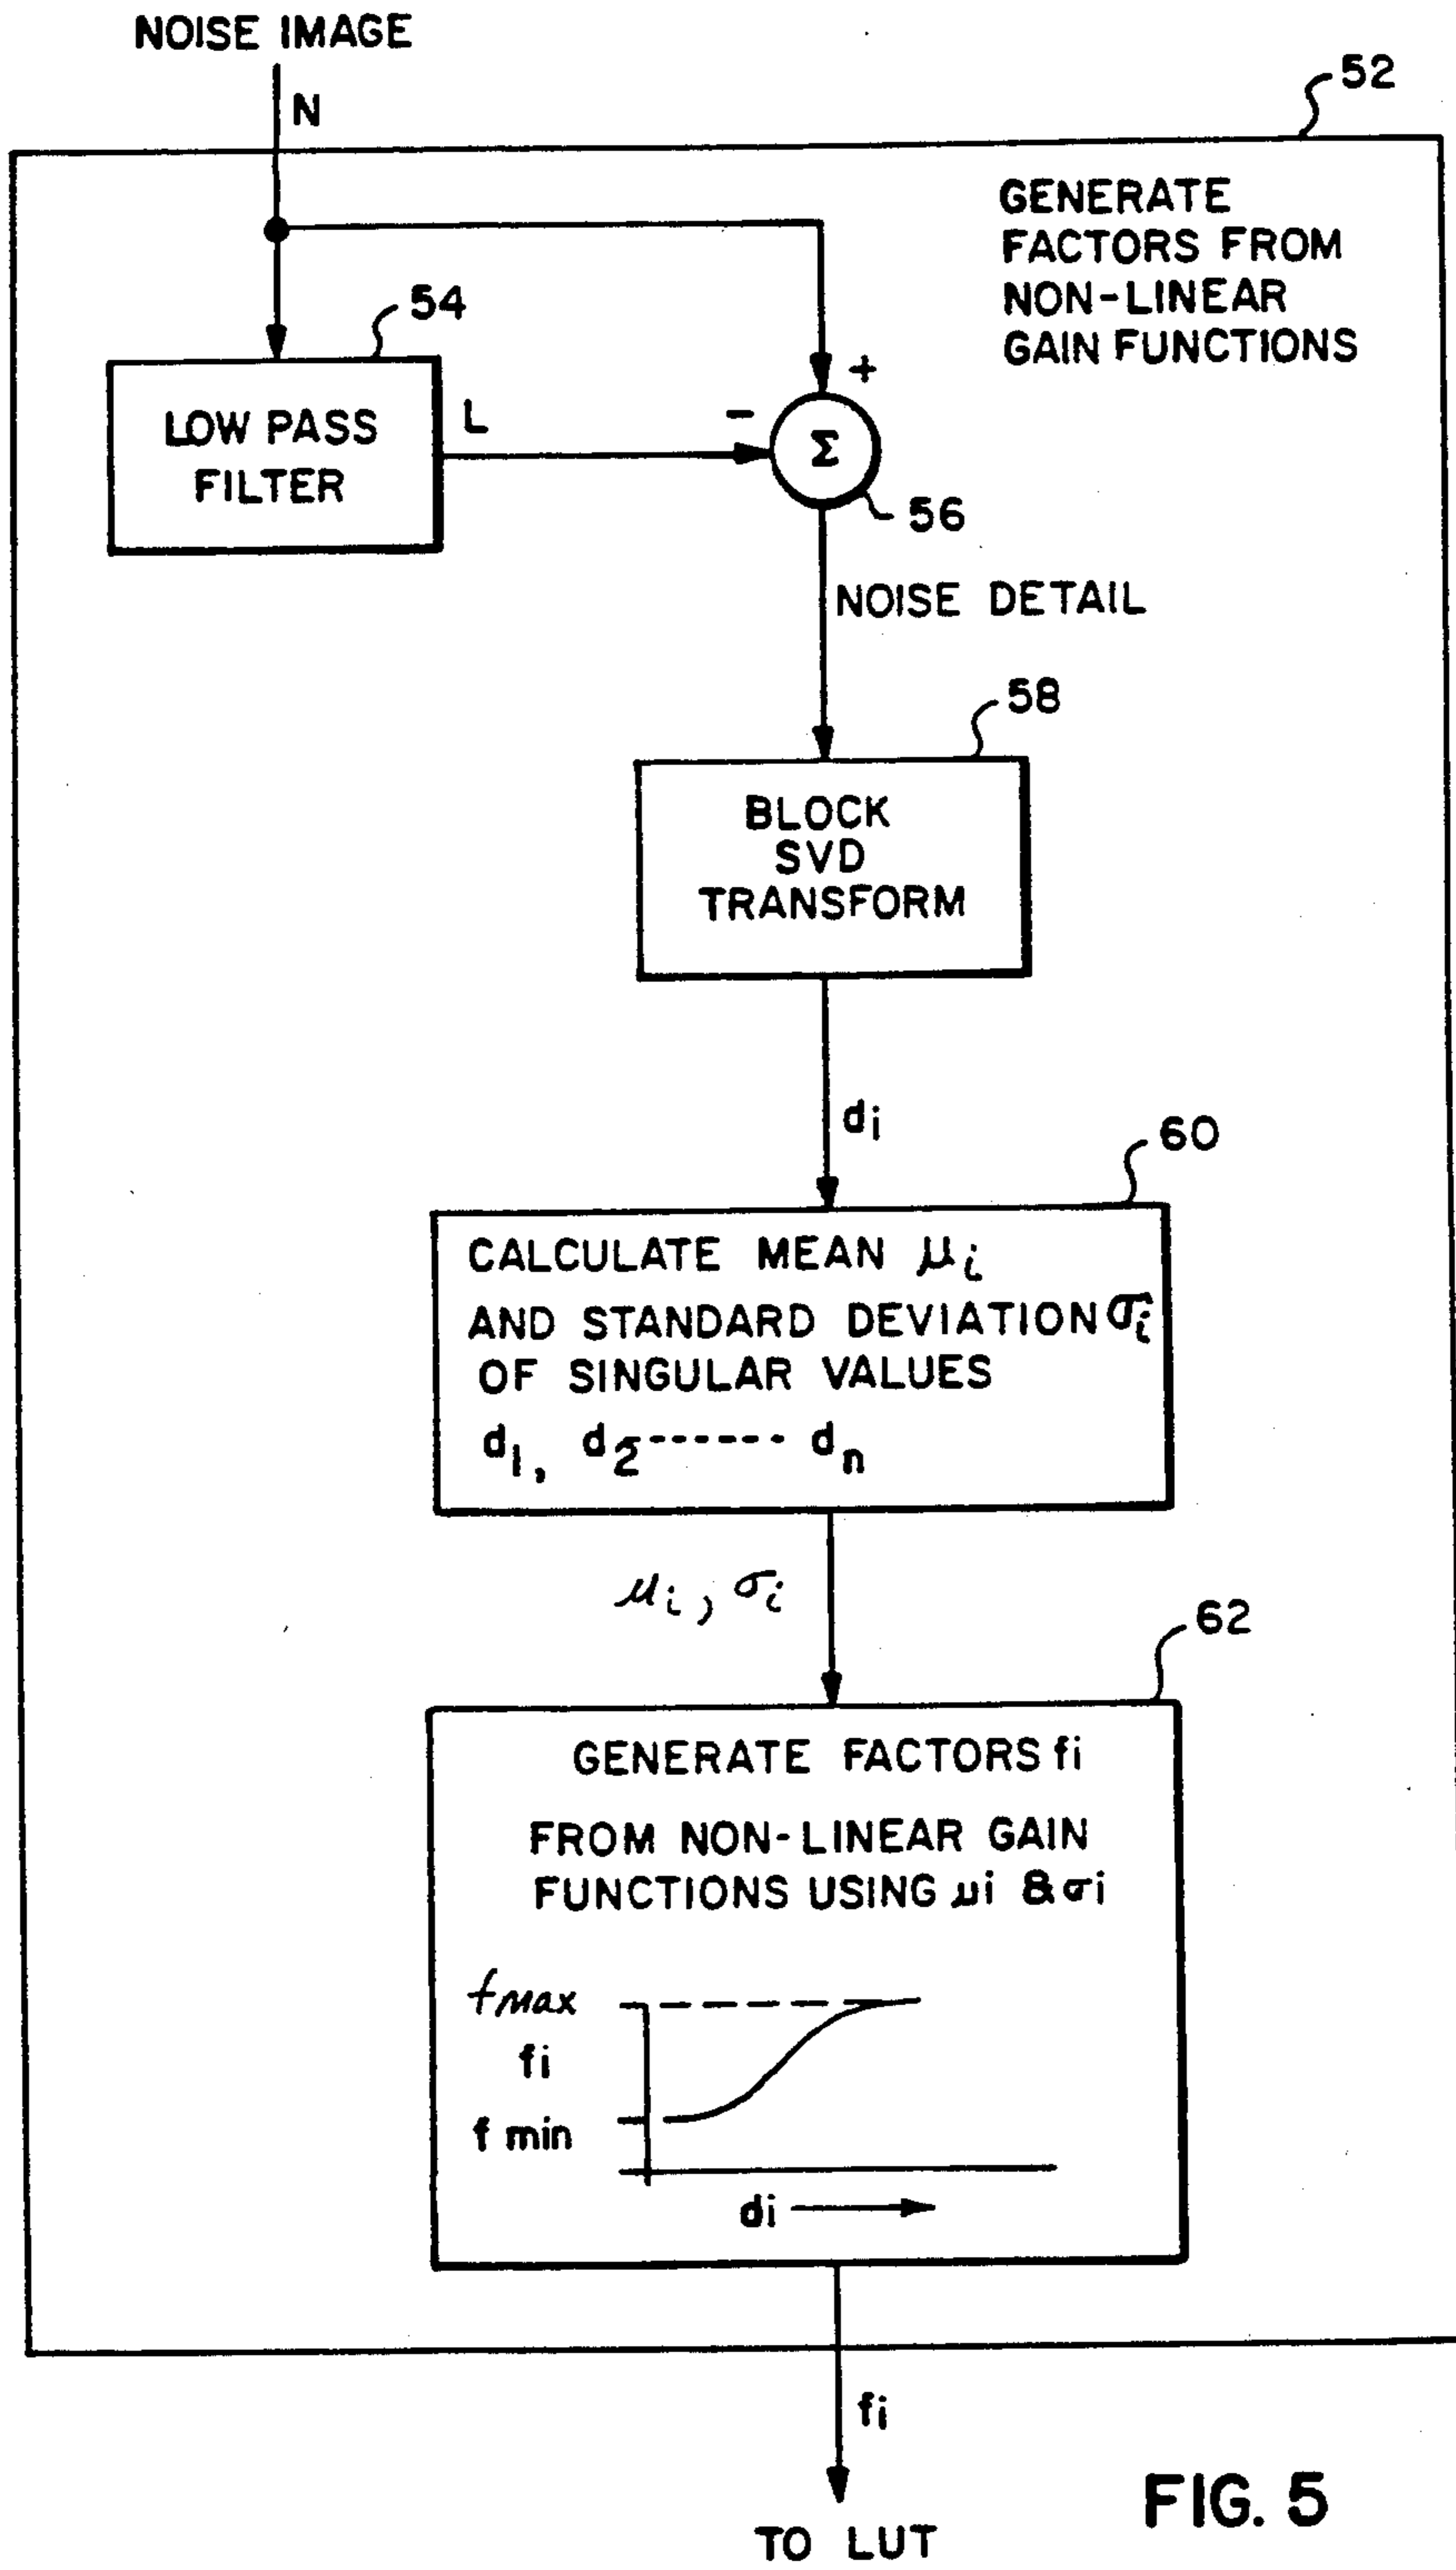 NOISE IMAGE
N
52
GENERATE
FACTORS FROM
NON-LINEAR
GAIN FUNCTIONS
54
LOW PASS
FILTER
L
-
+
Σ
56
NOISE DETAIL
58
BLOCK
SVD
TRANSFORM
di
60
CALCULATE MEAN μi
AND STANDARD DEVIATION σi
OF SINGULAR VALUES
d1, d2------- dn
μi, σi
62
GENERATE FACTORS fi
FROM NON-LINEAR GAIN
FUNCTIONS USING μi & σi
fMAX
fi
f min
di
fi
TO LUT
FIG. 5